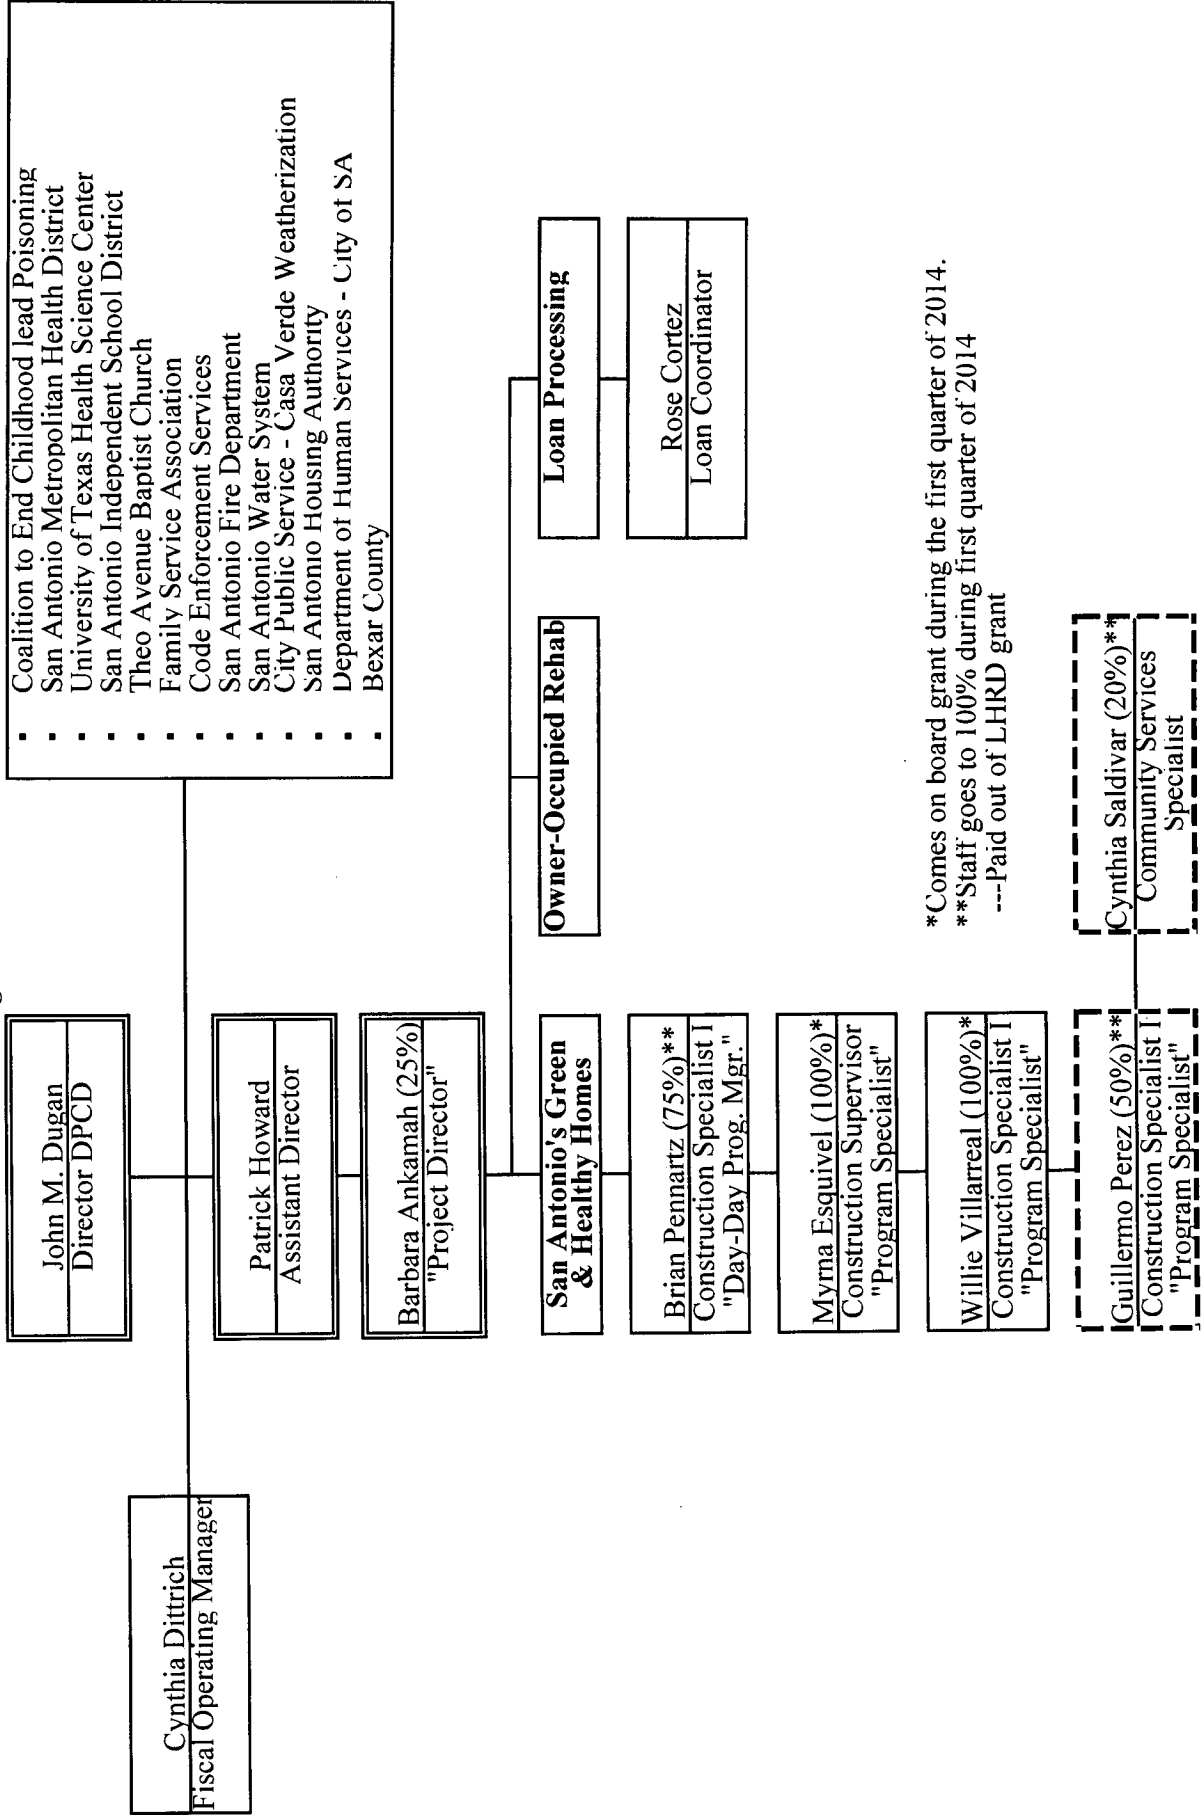 John M. Dugan
Director DPCD
Cynthia Dittrich
Fiscal Operating Manager
▪ Coalition to End Childhood lead Poisoning
▪ San Antonio Metropolitan Health District
▪ University of Texas Health Science Center
▪ San Antonio Independent School District
▪ Theo Avenue Baptist Church
▪ Family Service Association
▪ Code Enforcement Services
▪ San Antonio Fire Department
▪ San Antonio Water System
▪ City Public Service - Casa Verde Weatherization
▪ San Antonio Housing Authority
▪ Department of Human Services - City of SA
▪ Bexar County
Patrick Howard
Assistant Director
Barbara Ankamah (25%)
"Project Director"
San Antonio's Green
& Healthy Homes
Owner-Occupied Rehab
Loan Processing
Brian Pennartz (75%)**
Construction Specialist I
"Day-Day Prog. Mgr."
Rose Cortez
Loan Coordinator
Myrna Esquivel (100%)*
Construction Supervisor
"Program Specialist"
Willie Villarreal (100%)*
Construction Specialist I
"Program Specialist"
*Comes on board grant during the first quarter of 2014.
**Staff goes to 100% during first quarter of 2014
---Paid out of LHRD grant
Guillermo Perez (50%)**
Construction Specialist I
"Program Specialist"
Cynthia Saldivar (20%)**
Community Services
Specialist